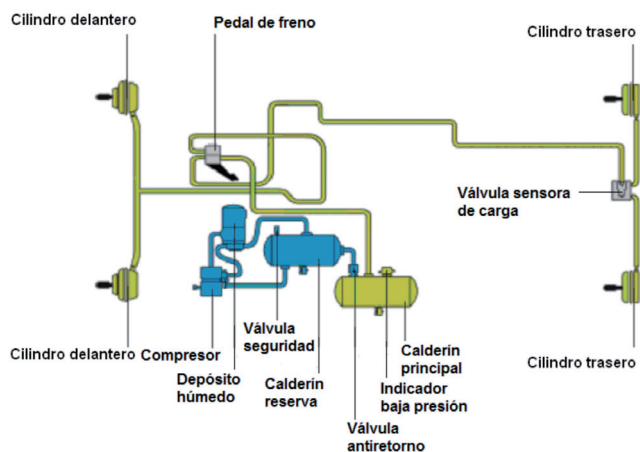 Cilindro delantero
Pedal de freno
Cilindro trasero
Válvula sensora
de carga
Cilindro delantero
Compresor
Depósito
húmedo
Válvula
seguridad
Calderín
reserva
Válvula
antiretorno
Calderín
principal
Indicador
baja presión
Cilindro trasero